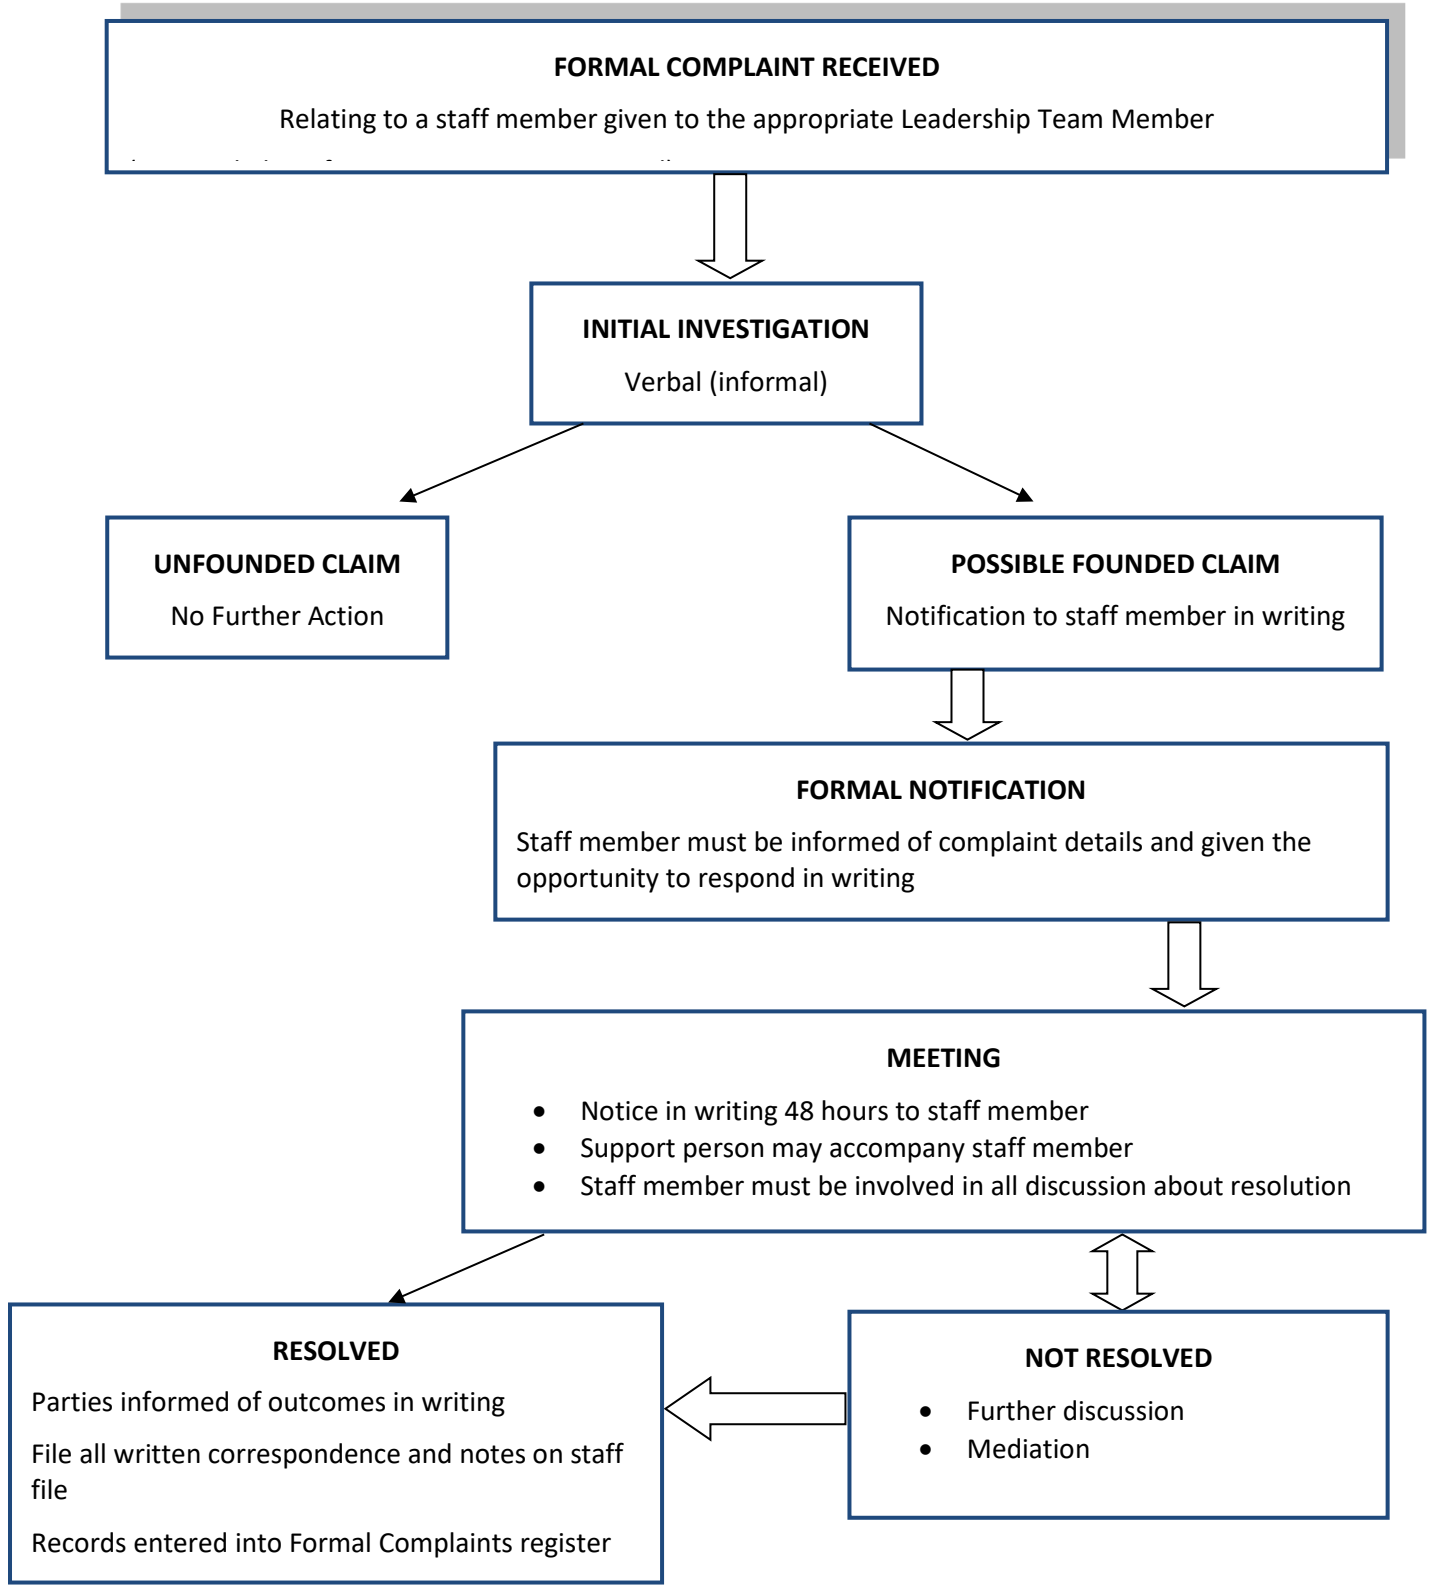 FORMAL COMPLAINT RECEIVED
Relating to a staff member given to the appropriate Leadership Team Member
INITIAL INVESTIGATION
Verbal (informal)
UNFOUNDED CLAIM
No Further Action
POSSIBLE FOUNDED CLAIM
Notification to staff member in writing
FORMAL NOTIFICATION
Staff member must be informed of complaint details and given the
opportunity to respond in writing
MEETING
• Notice in writing 48 hours to staff member
• Support person may accompany staff member
• Staff member must be involved in all discussion about resolution
RESOLVED
Parties informed of outcomes in writing
File all written correspondence and notes on staff
file
Records entered into Formal Complaints register
NOT RESOLVED
• Further discussion
• Mediation